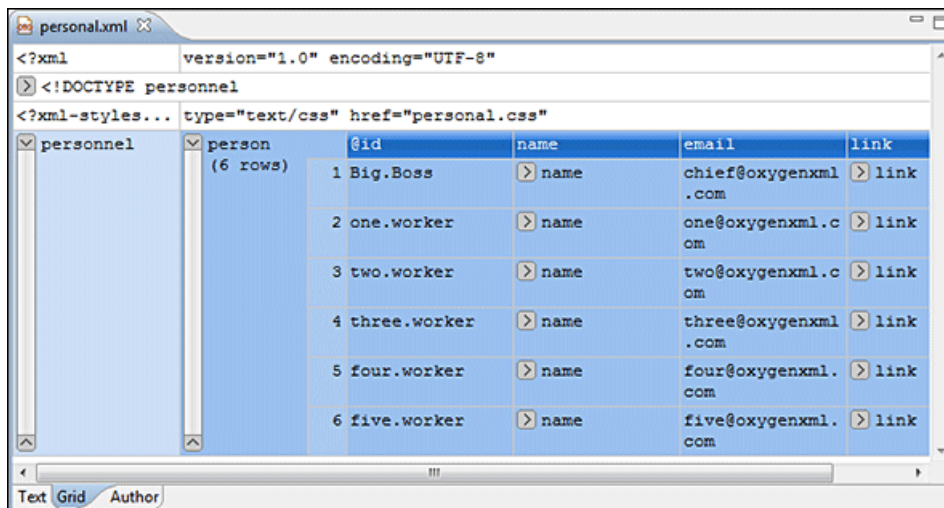 personal.xml
<?xml version="1.0" encoding="UTF-8"
<!DOCTYPE personnel
<?xml-styles... type="text/css" href="personal.css"
personnel person @id name email link
(6 rows) 1 Big.Boss name chief@oxygenxml link
.com
2 one.worker name one@oxygenxml.c link
om
3 two.worker name two@oxygenxml.c link
om
4 three.worker name three@oxygenxml link
.com
5 four.worker name four@oxygenxml. link
com
6 five.worker name five@oxygenxml. link
com
Text Grid Author